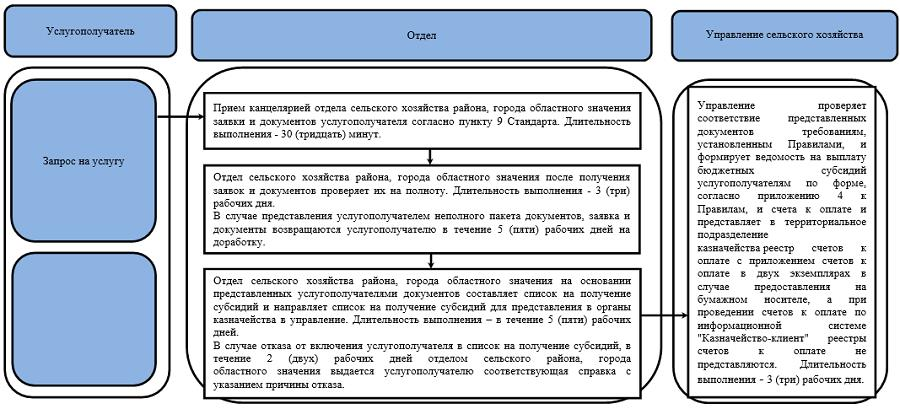 Услугополучатель
Отдел
Управление сельского хозяйства
Запрос на услугу
Прием канцелярией отдела сельского хозяйства района, города областного значения
заявки и документов услугополучателя согласно пункту 9 Стандарта. Длительность
выполнения - 30 (тридцать) минут.
Отдел сельского хозяйства района, города областного значения после получения
заявок и документов проверяет их на полноту. Длительность выполнения - 3 (три)
рабочих дня.
В случае представления услугополучателем неполного пакета документов, заявка и
документы возвращаются услугополучателю в течение 5 (пяти) рабочих дней на
доработку.
Отдел сельского хозяйства района, города областного значения на основании
представленных услугополучателями документов составляет список на получение
субсидий и направляет список на получение субсидий для представления в органы
казначейства в управление. Длительность выполнения – в течение 5 (пяти) рабочих
дней.
В случае отказа от включения услугополучателя в список на получение субсидий, в
течение 2 (двух) рабочих дней отделом сельского района, города
областного значения выдается услугополучателю соответствующая справка с
указанием причины отказа.
Управление проверяет
соответствие представленных
документов требованиям,
установленным Правилами, и
формирует ведомость на выплату
бюджетных субсидий
услугополучателям по форме,
согласно приложению 4 к
Правилам, и счета к оплате и
представляет в территориальное
подразделение
казначейства реестр счетов к
оплате с приложением счетов к
оплате в двух экземплярах в
случае предоставления на
бумажном носителе, а при
проведении счетов к оплате по
информационной системе
"Казначейство-клиент" реестры
счетов к оплате не
представляются. Длительность
выполнения - 3 (три) рабочих дня.